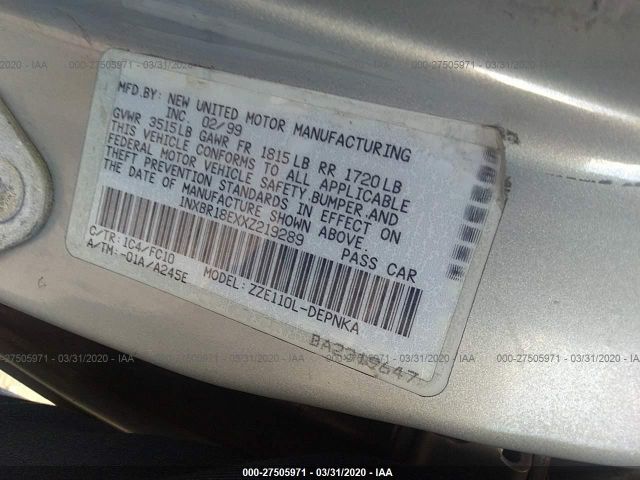 MFD.BY: NEW UNITED MOTOR MANUFACTURING
INC. 02/99
GVWR 3515LB GAWR FR 1815LB RR 1720LB
THIS VEHICLE CONFORMS TO ALL APPLICABLE
FEDERAL MOTOR VEHICLE SAFETY,BUMPER,AND
THEFT PREVENTION STANDARDS IN EFFECT ON
THE DATE OF MANUFACTURE SHOWN ABOVE.
1NXBR18EXXZ219289 PASS CAR
C/TR: 1C4/FC10
A/TM: -01A/A245E MODEL: ZZE110L-DEPNKA
000-27505971 - 03/31/2020 - IAA